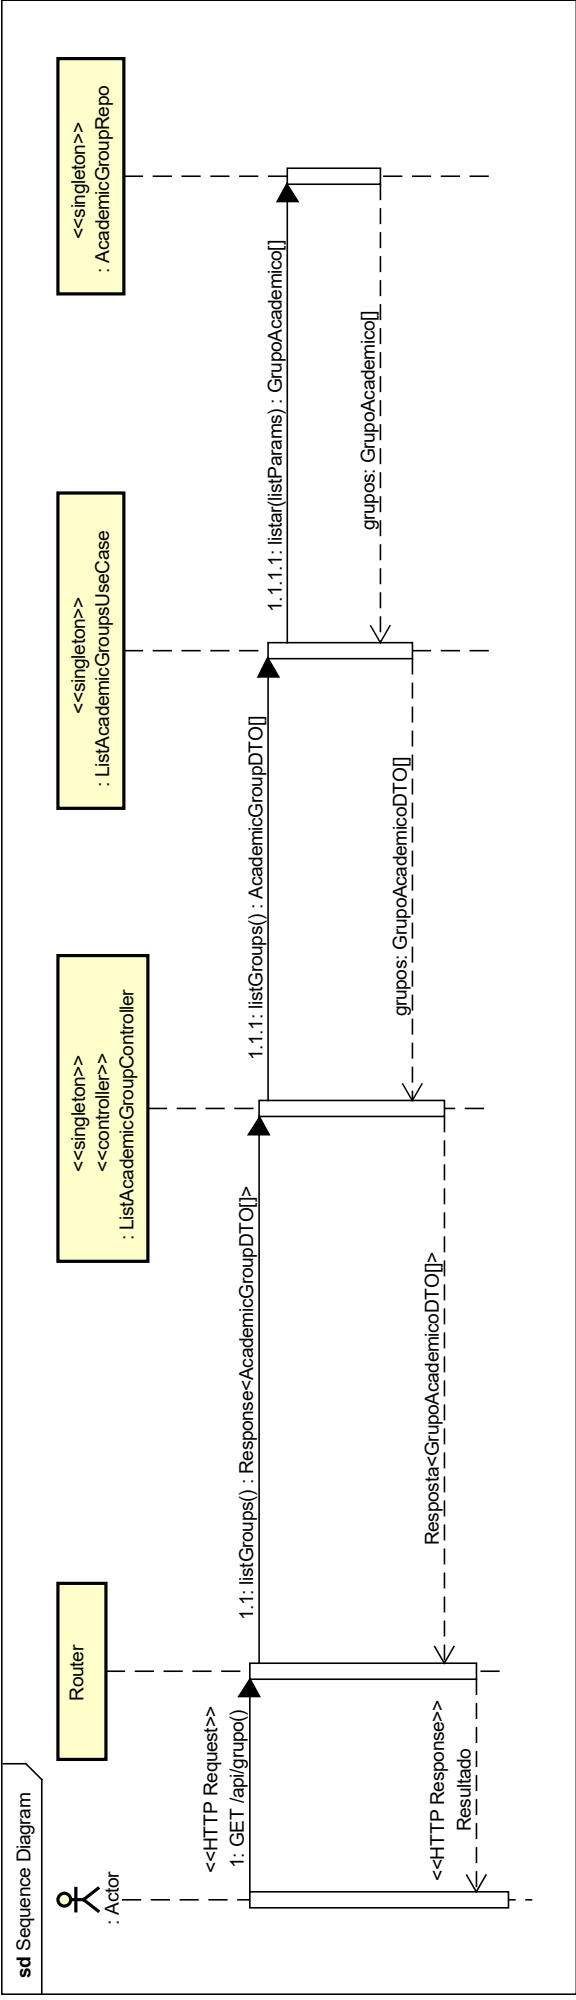 sd Sequence Diagram
: Actor
Router
<<singleton>>
<<controller>>
: ListAcademicGroupController
<<singleton>>
: ListAcademicGroupsUseCase
<<singleton>>
: AcademicGroupRepo
<<HTTP Request>>
1: GET /api/grupo()
1.1: listGroups() : Response<AcademicGroupDTO[]>
1.1.1: listGroups() : AcademicGroupDTO[]
1.1.1.1: listar(listParams) : GrupoAcademico[]
grupos: GrupoAcademico[]
grupos: GrupoAcademicoDTO[]
Resposta<GrupoAcademicoDTO[]>
<<HTTP Response>>
Resultado